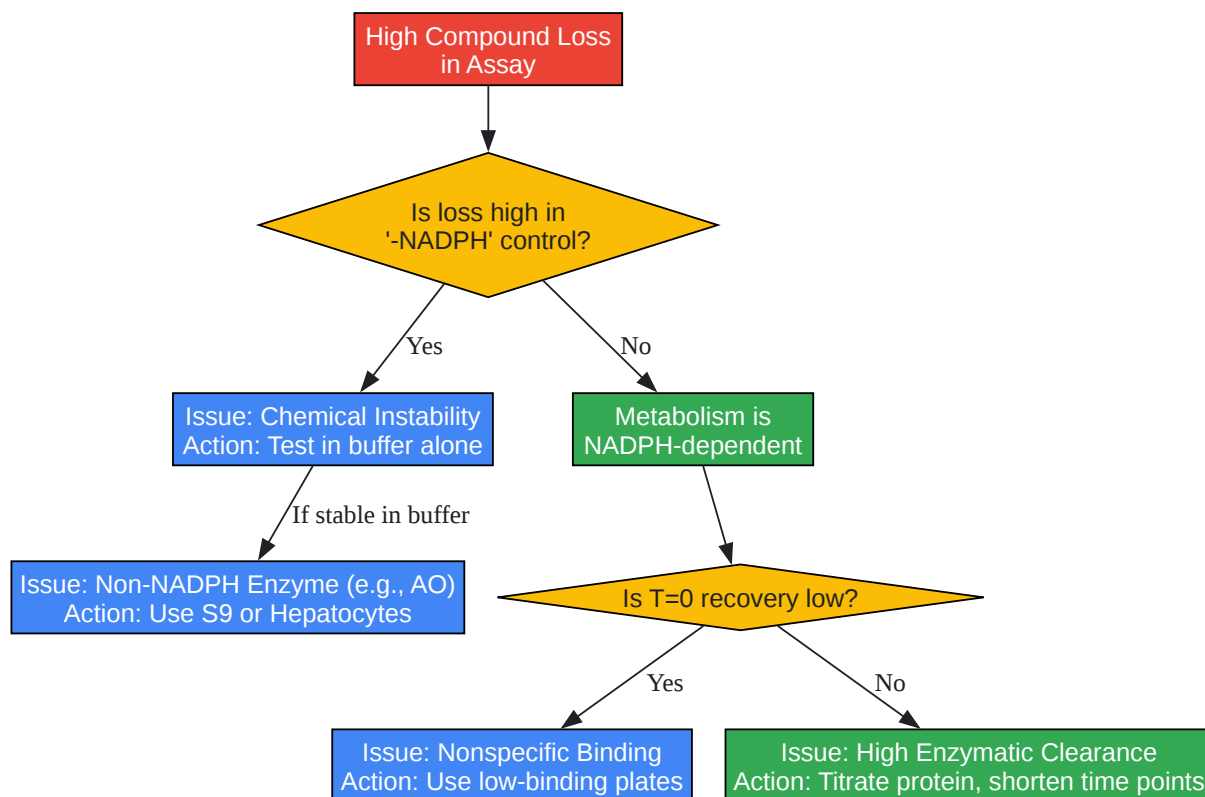 High Compound Loss
in Assay
Is loss high in
'-NADPH' control?
Yes
No
Issue: Chemical Instability
Action: Test in buffer alone
Metabolism is
NADPH-dependent
If stable in buffer
Issue: Non-NADPH Enzyme (e.g., AO)
Action: Use S9 or Hepatocytes
Is T=0 recovery low?
Yes
No
Issue: Nonspecific Binding
Action: Use low-binding plates
Issue: High Enzymatic Clearance
Action: Titrate protein, shorten time points